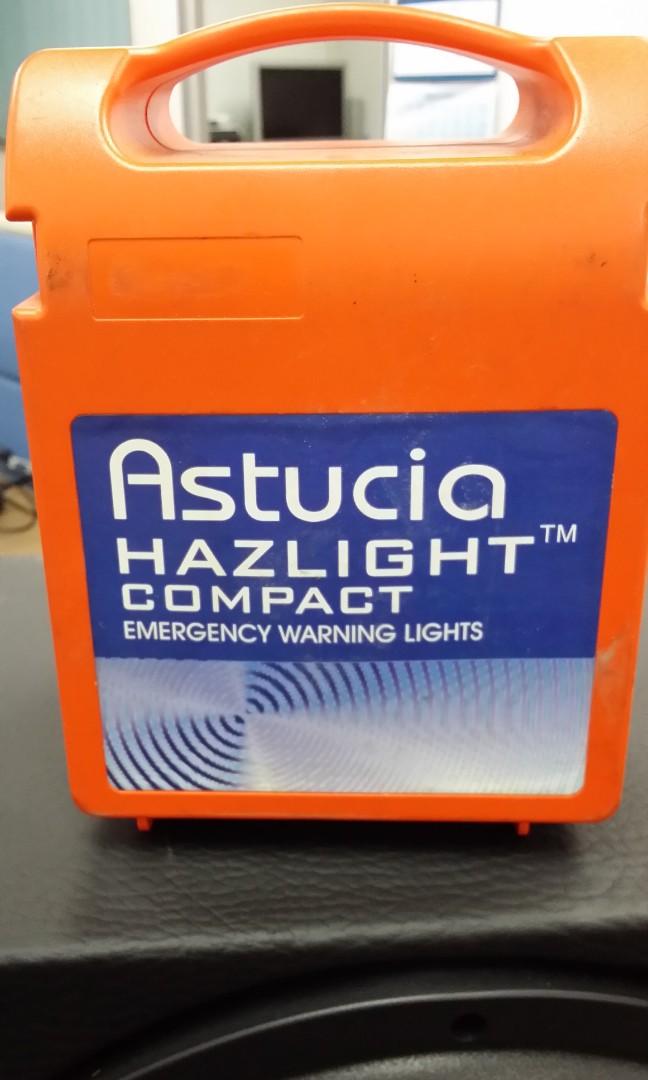 Astucia
HAZLIGHT™
COMPACT
EMERGENCY WARNING LIGHTS